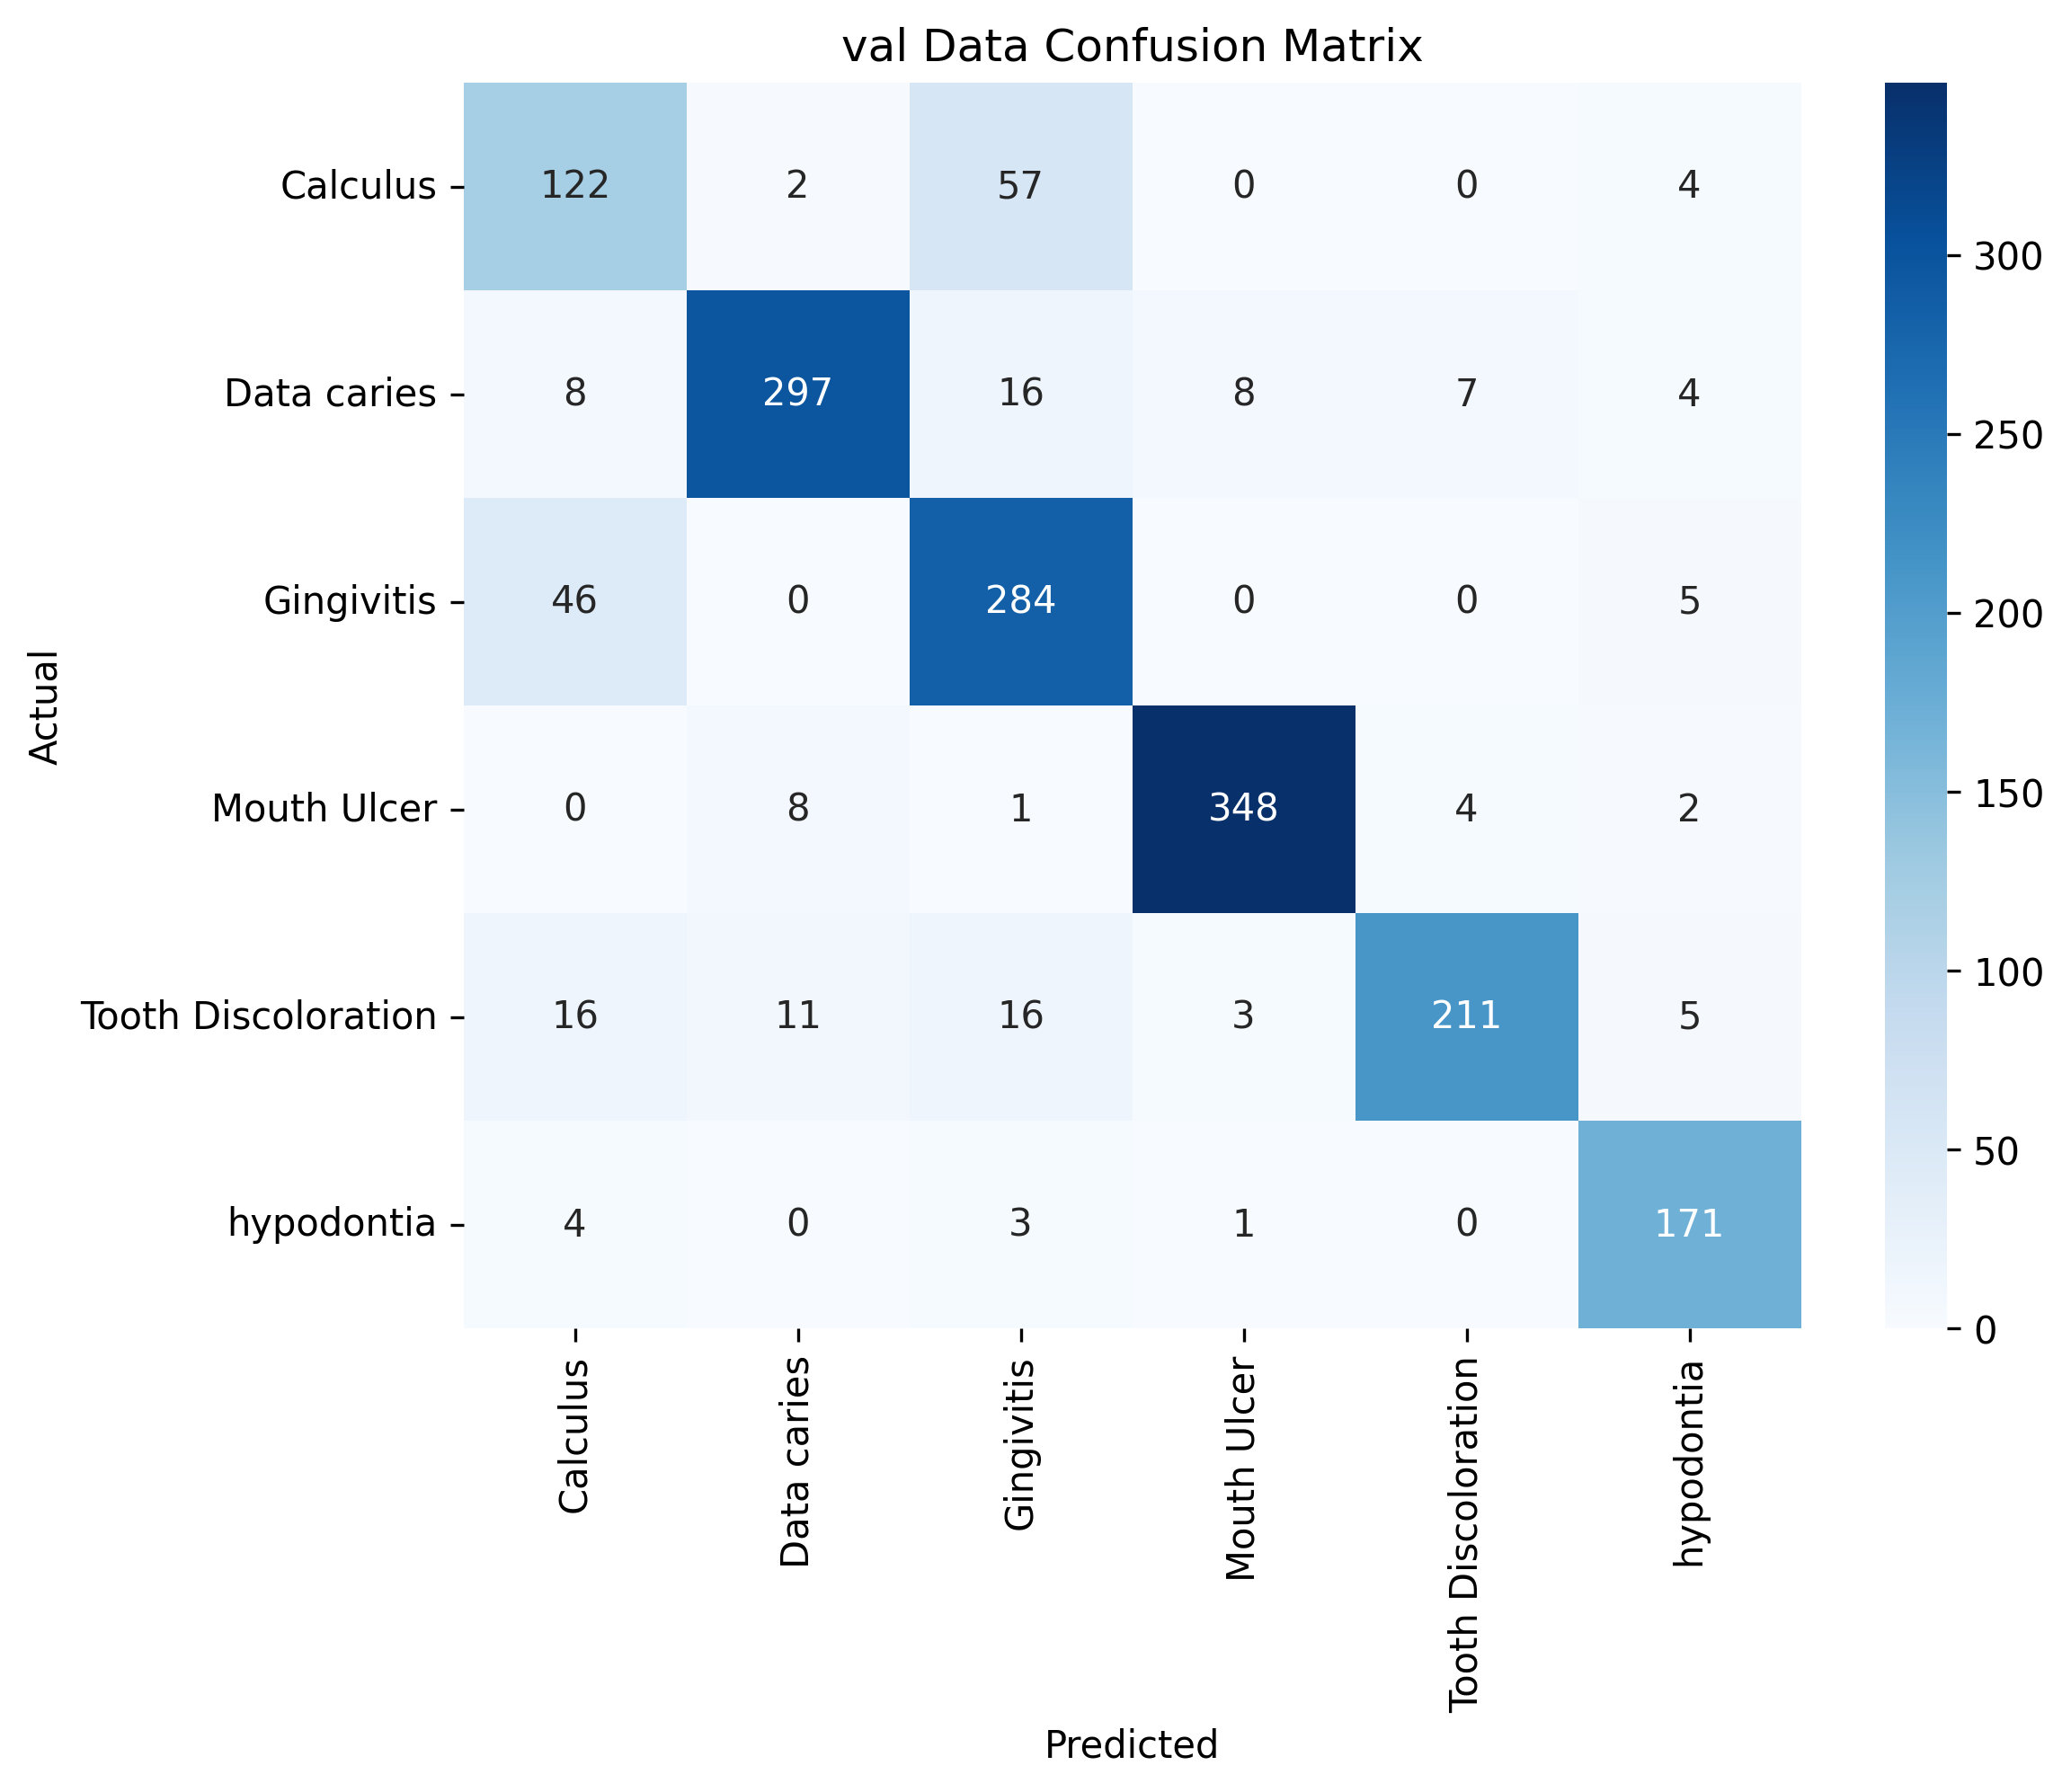 val Data Confusion Matrix
Calculus 122 2 57 0 0 4
Data caries 8 297 16 8 7 4
Gingivitis 46 0 284 0 0 5
Mouth Ulcer 0 8 1 348 4 2
Tooth Discoloration 16 11 16 3 211 5
hypodontia 4 0 3 1 0 171
Actual
Calculus
Data caries
Gingivitis
Mouth Ulcer
Tooth Discoloration
hypodontia
Predicted
300
250
200
150
100
50
0